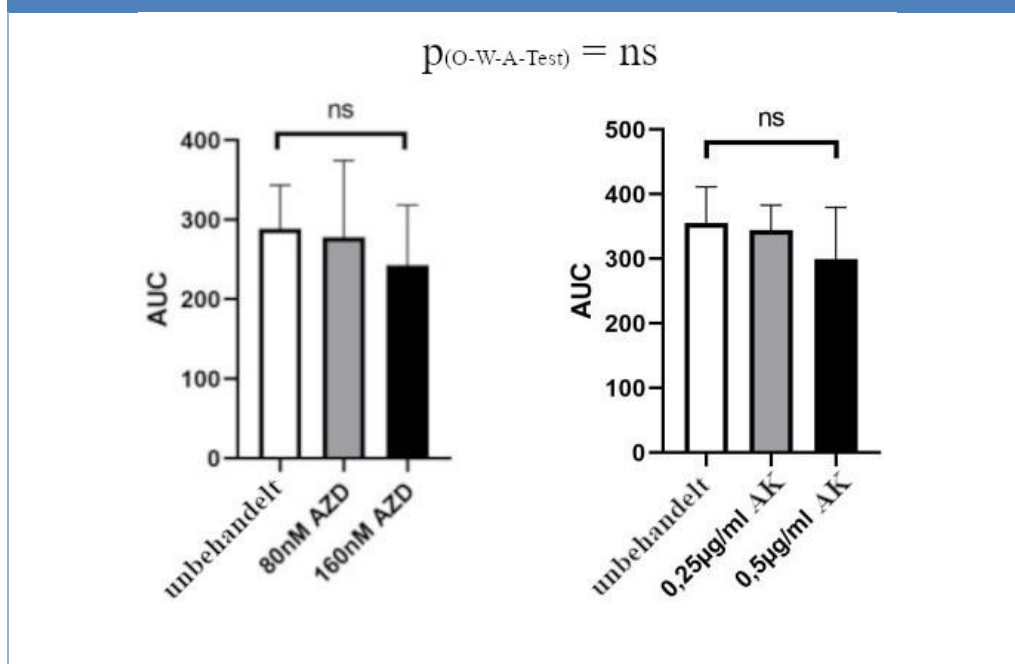 p(O-W-A-Test) = ns
ns
400
300
200
100
0
AUC
unbehandelt
80nM AZD
160nM AZD
ns
500
400
300
200
100
0
AUC
unbehandelt
0,25µg/ml AK
0,5µg/ml AK